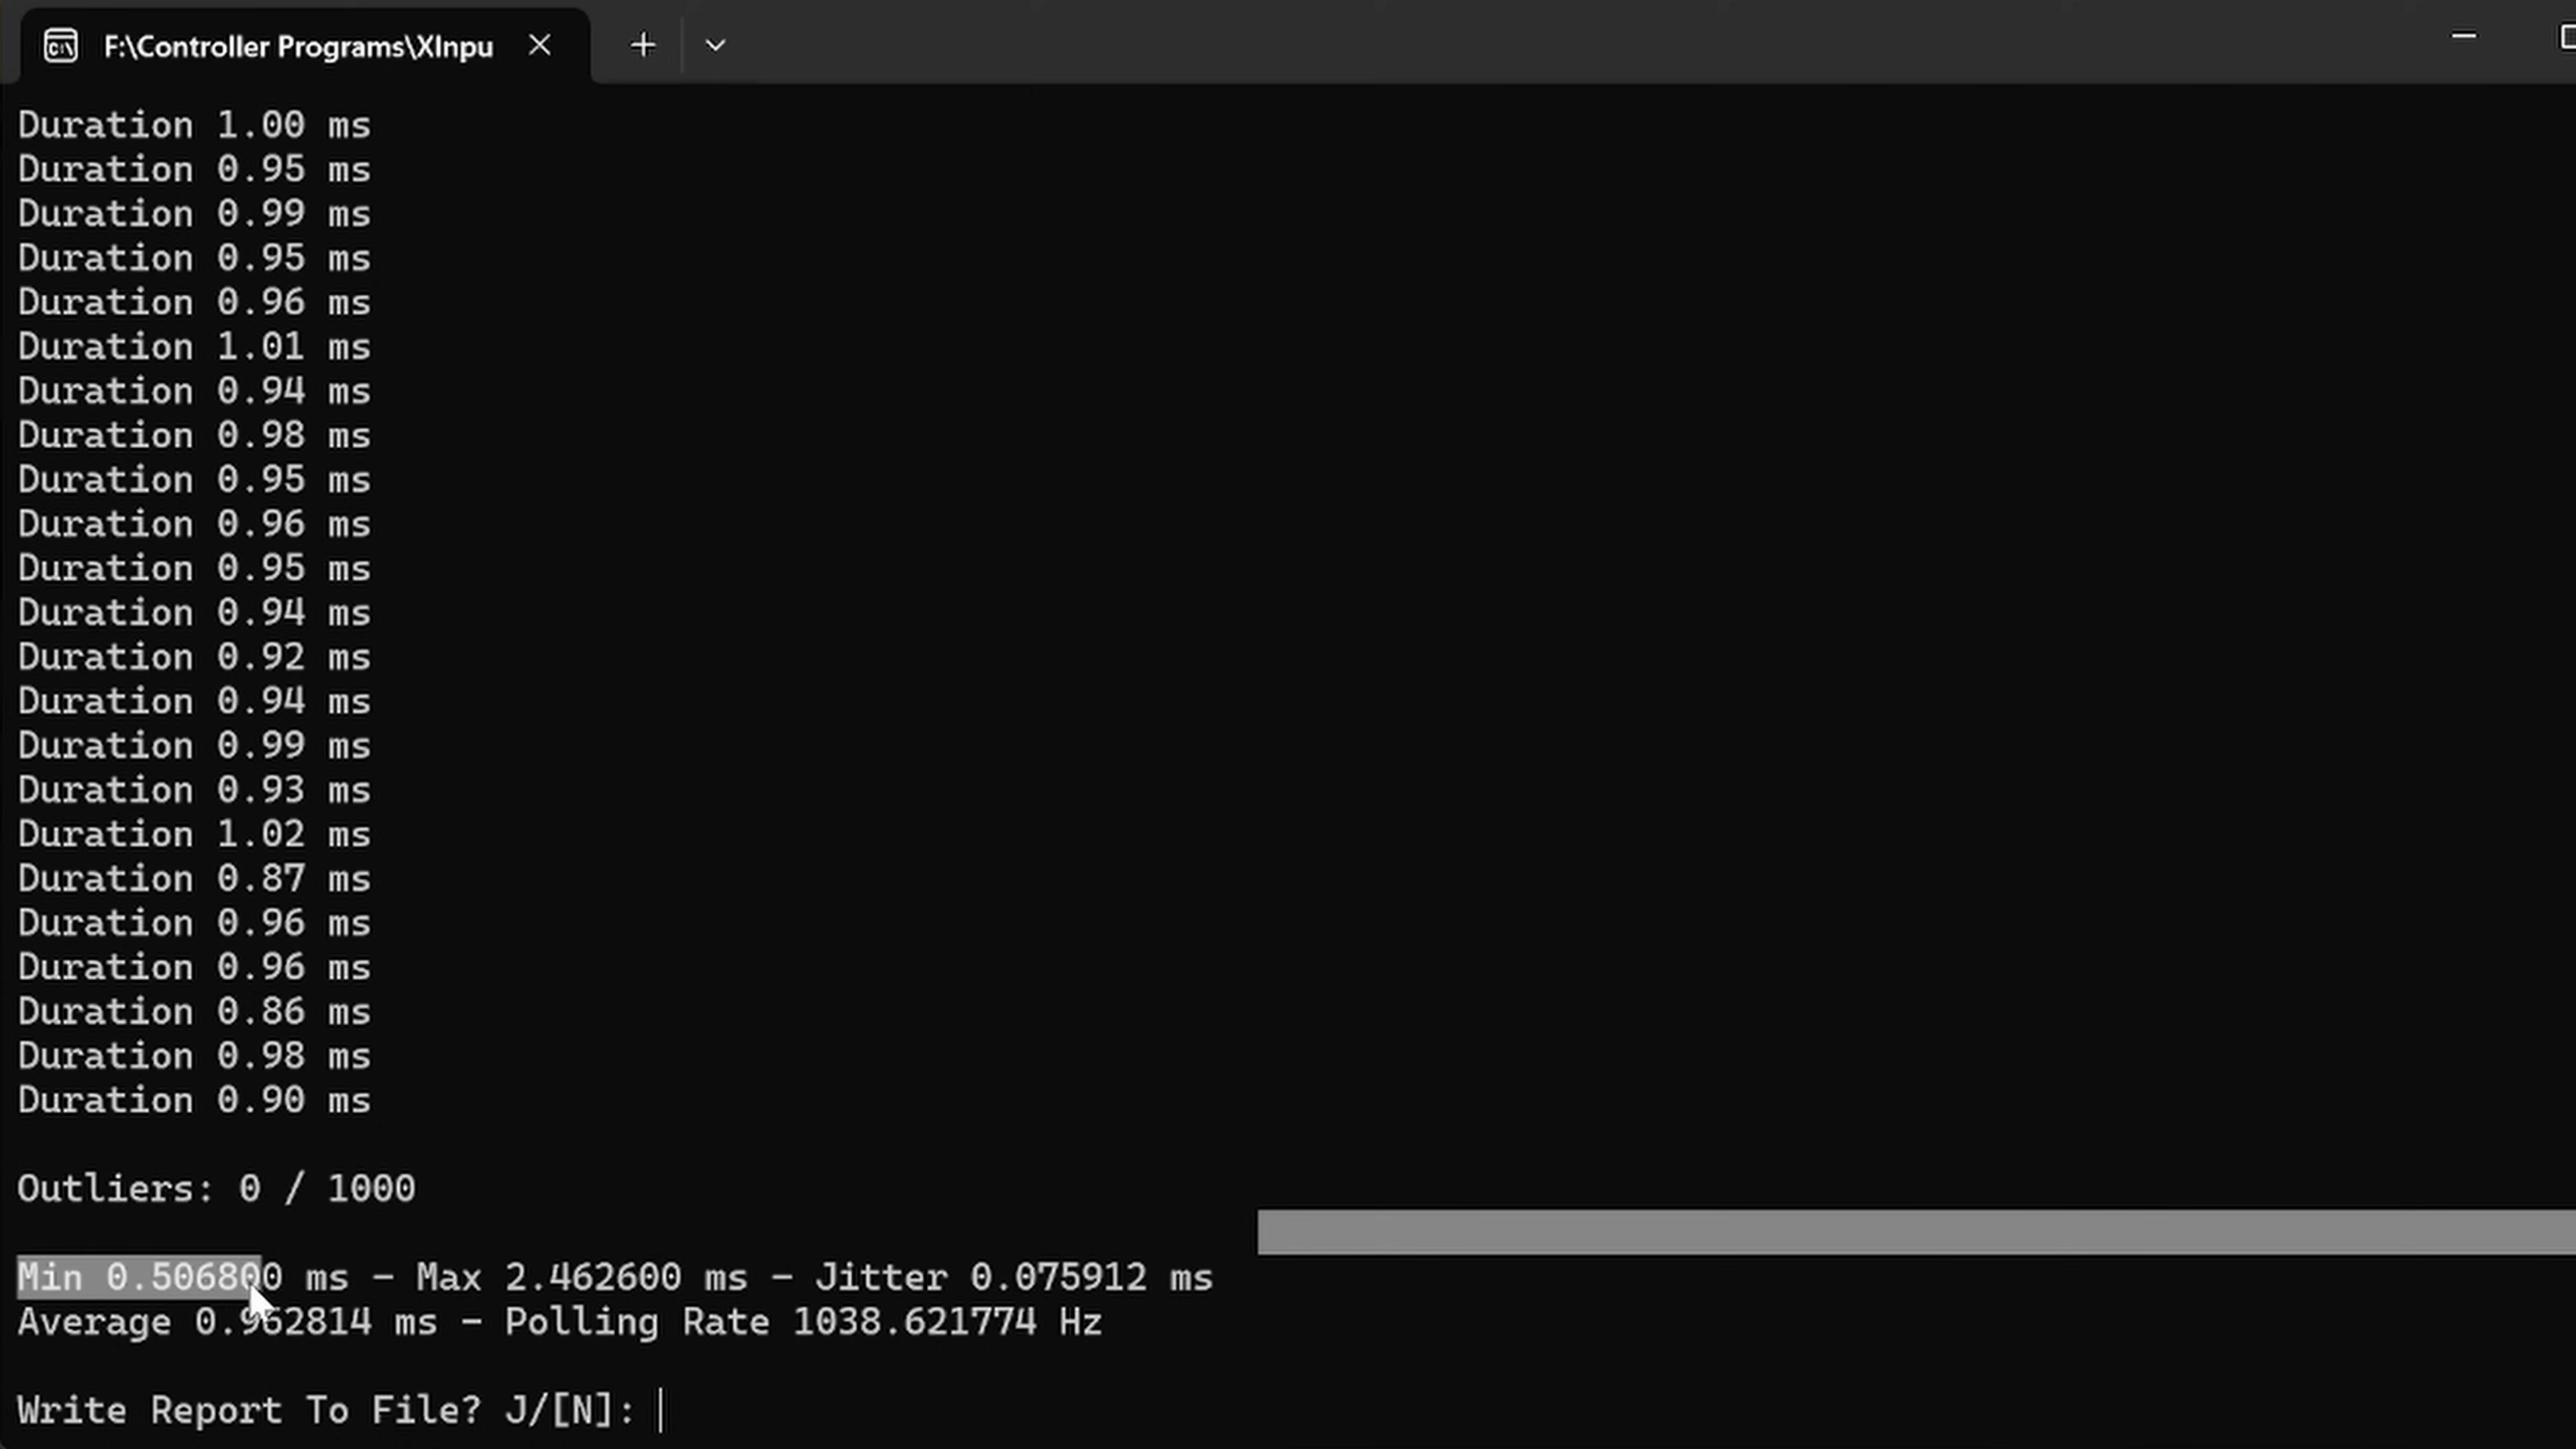 F:\Controller Programs\XInpu
Duration 1.00 ms
Duration 0.95 ms
Duration 0.99 ms
Duration 0.95 ms
Duration 0.96 ms
Duration 1.01 ms
Duration 0.94 ms
Duration 0.98 ms
Duration 0.95 ms
Duration 0.96 ms
Duration 0.95 ms
Duration 0.94 ms
Duration 0.92 ms
Duration 0.94 ms
Duration 0.99 ms
Duration 0.93 ms
Duration 1.02 ms
Duration 0.87 ms
Duration 0.96 ms
Duration 0.96 ms
Duration 0.86 ms
Duration 0.98 ms
Duration 0.90 ms
Outliers: 0 / 1000
Min 0.506800 ms - Max 2.462600 ms - Jitter 0.075912 ms
Average 0.962814 ms - Polling Rate 1038.621774 Hz
Write Report To File? J/[N]: